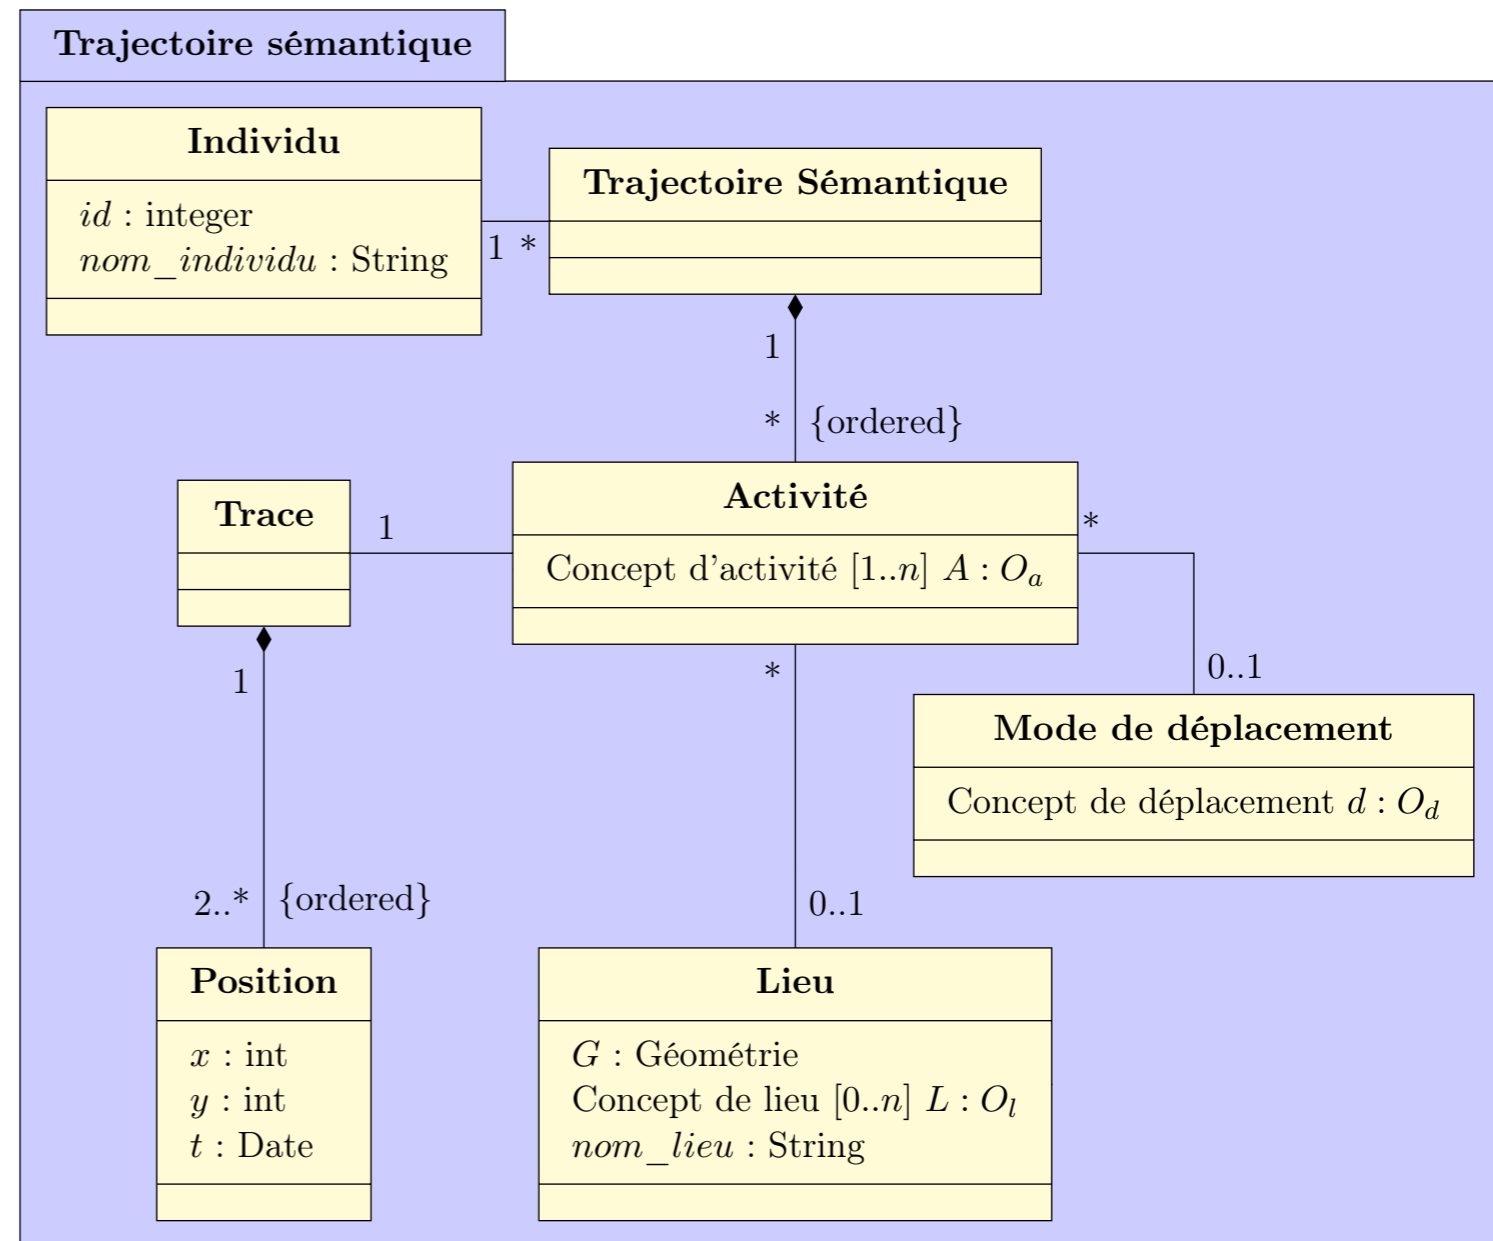 Trajectoire sémantique
Individu
id : integer
nom_individu : String
1 *
Trajectoire Sémantique
1
* {ordered}
Trace
1
Activité
Concept d'activité [1..n] A : Oₐ
*
0..1
Mode de déplacement
Concept de déplacement d : O_d
1
2..* {ordered}
*
0..1
Position
x : int
y : int
t : Date
Lieu
G : Géométrie
Concept de lieu [0..n] L : O_l
nom_lieu : String